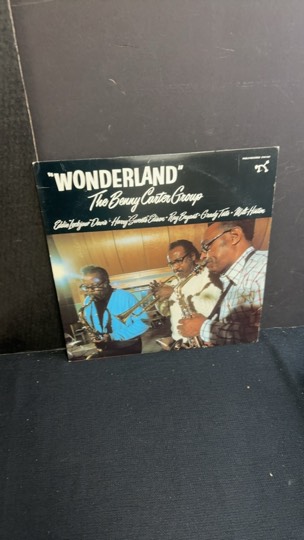 "WONDERLAND"
The Benny Carter Group
Eddie "Lockjaw" Davis • Harry "Sweets" Edison • Ray Bryant • Grady Tate • Milt Hinton